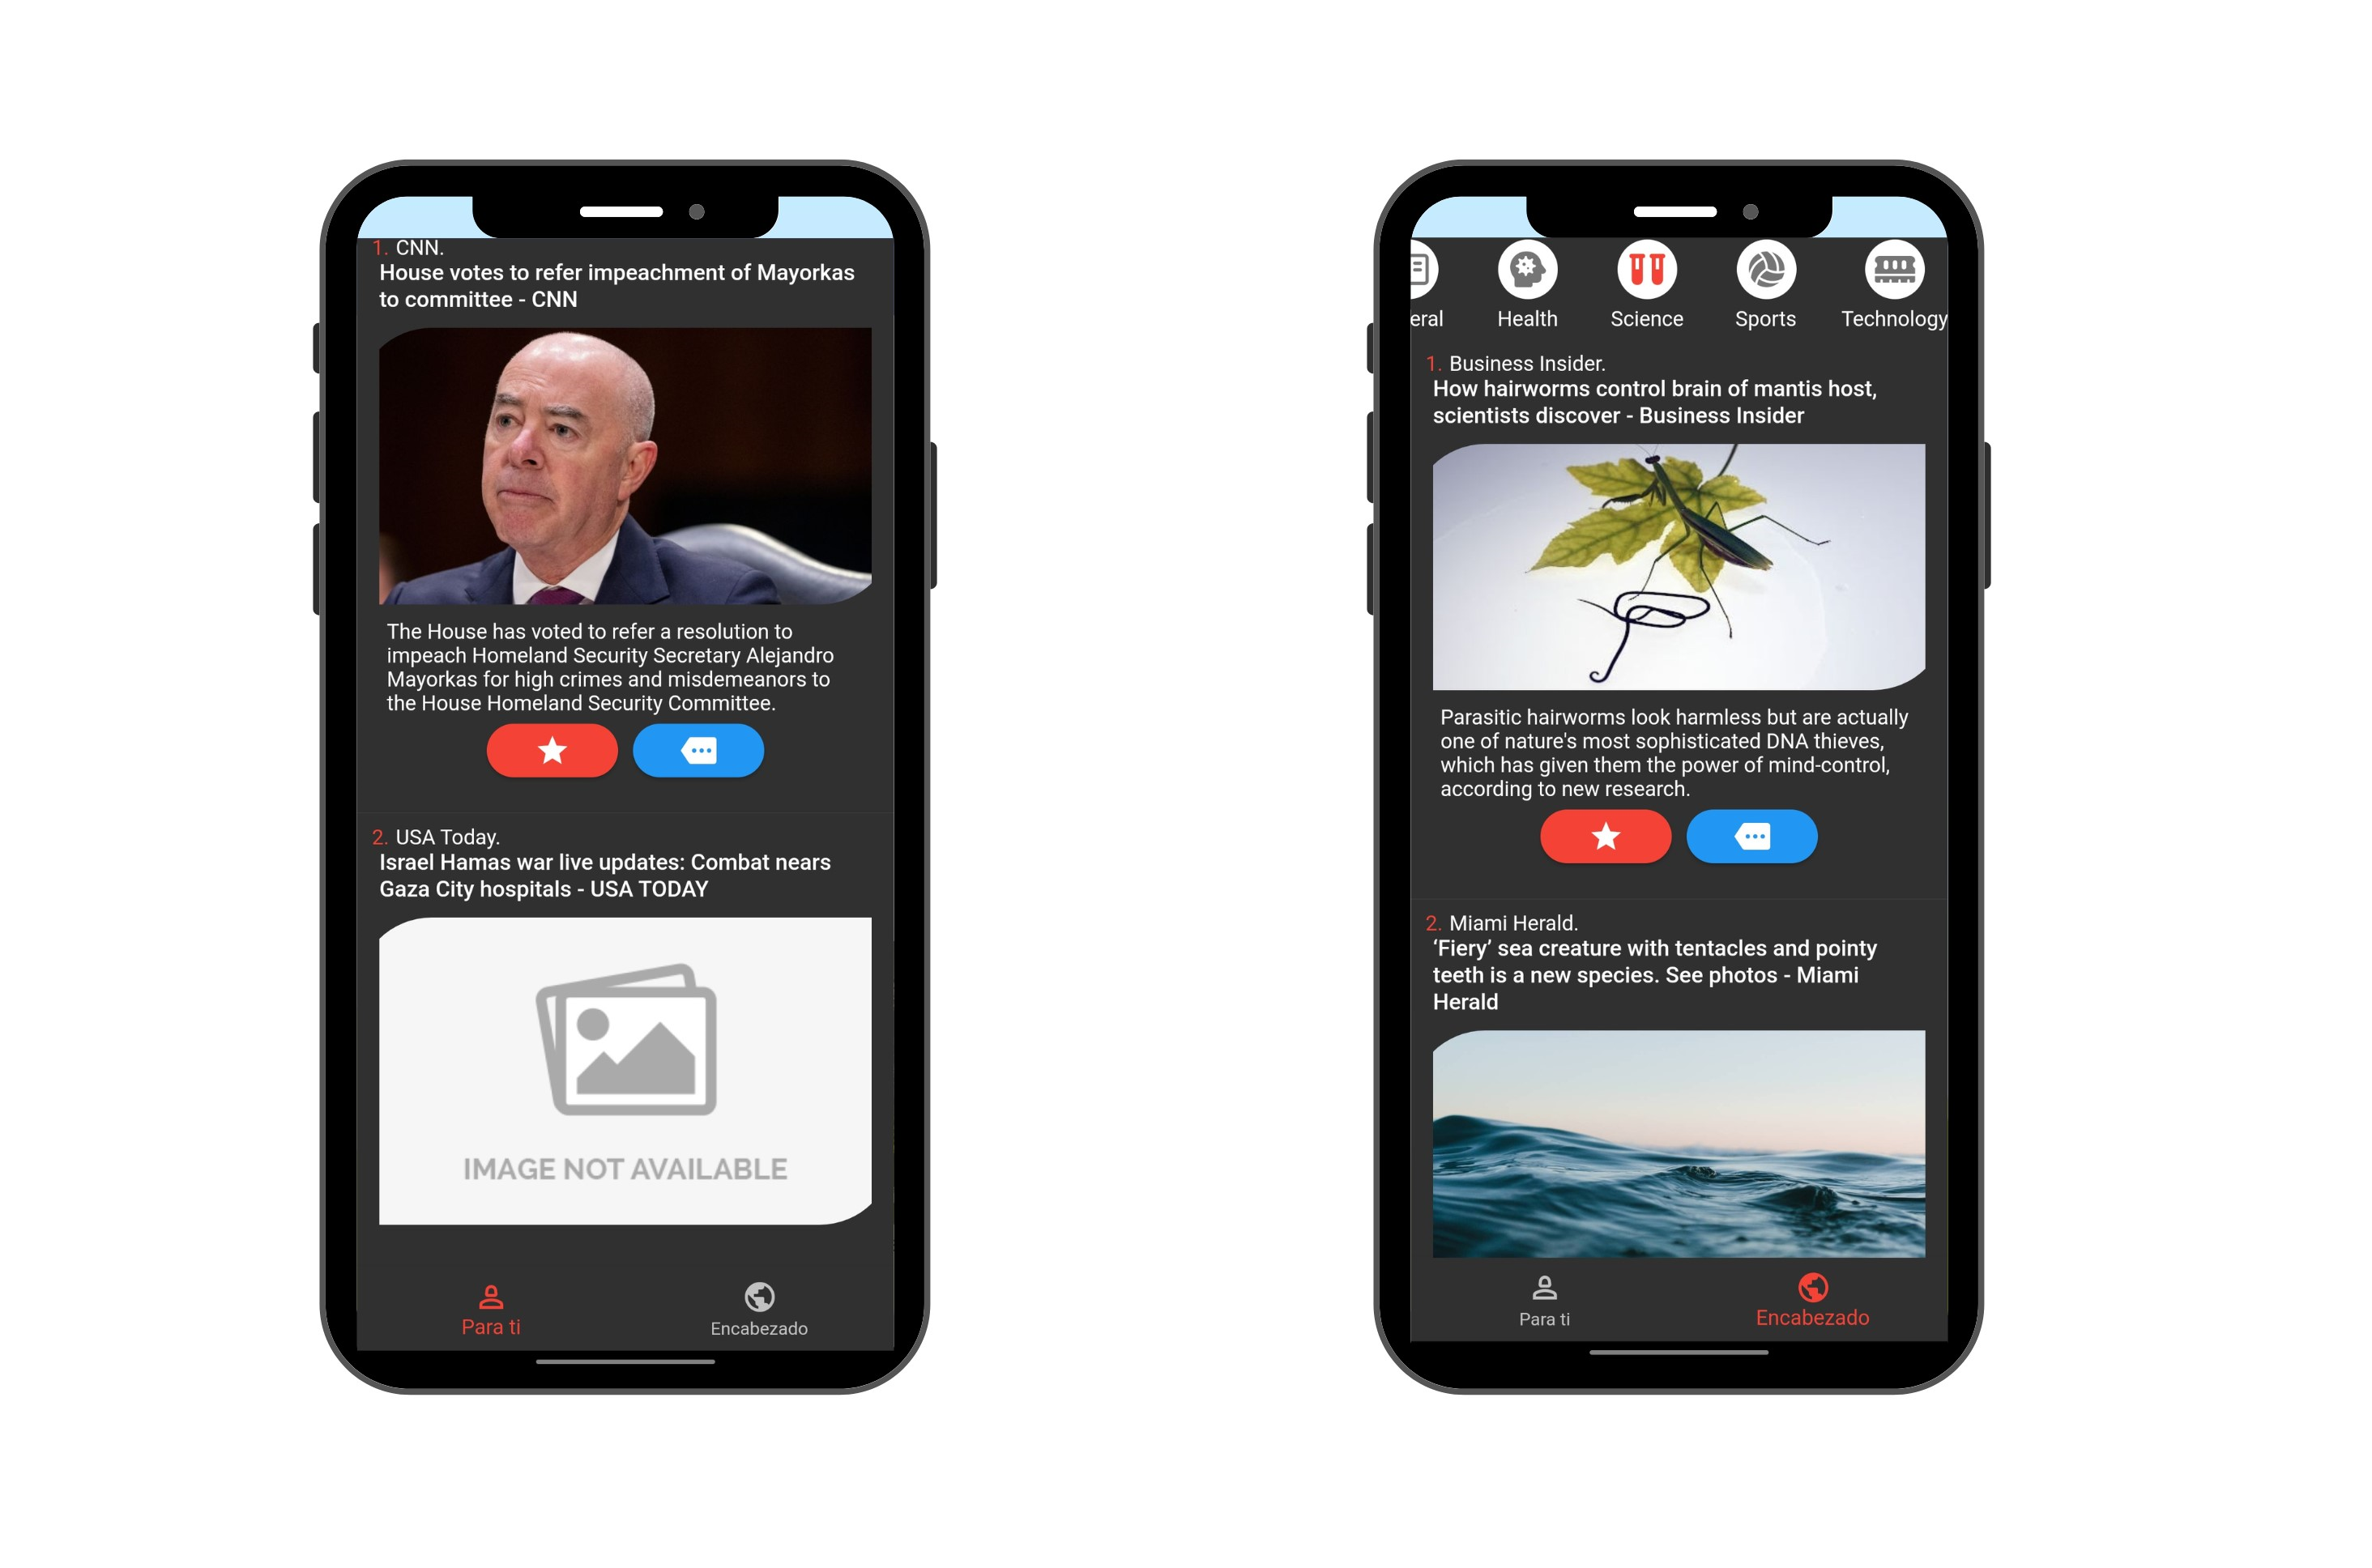 1. CNN.
House votes to refer impeachment of Mayorkas
to committee - CNN
The House has voted to refer a resolution to
impeach Homeland Security Secretary Alejandro
Mayorkas for high crimes and misdemeanors to
the House Homeland Security Committee.
2. USA Today.
Israel Hamas war live updates: Combat nears
Gaza City hospitals - USA TODAY
IMAGE NOT AVAILABLE
Para ti
Encabezado
eral
Health
Science
Sports
Technology
1. Business Insider.
How hairworms control brain of mantis host,
scientists discover - Business Insider
Parasitic hairworms look harmless but are actually
one of nature's most sophisticated DNA thieves,
which has given them the power of mind-control,
according to new research.
2. Miami Herald.
‘Fiery’ sea creature with tentacles and pointy
teeth is a new species. See photos - Miami
Herald
Para ti
Encabezado